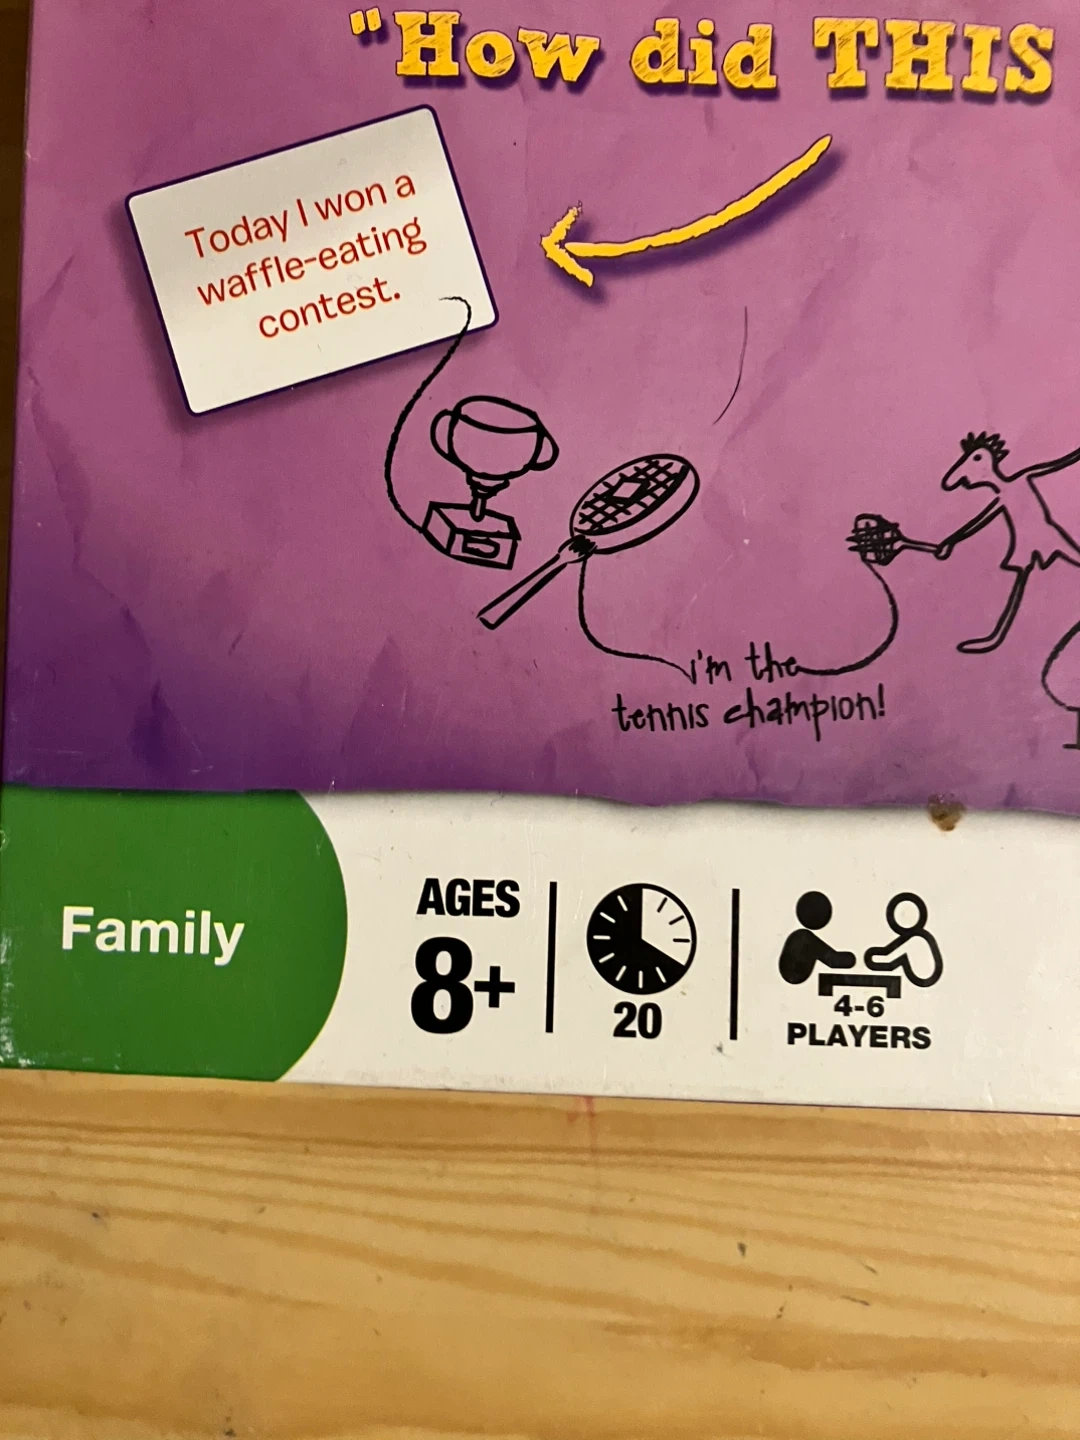 "How did THIS
Today I won a
waffle-eating
contest.
i'm the
tennis champion!
Family
AGES
8+
20
4-6
PLAYERS